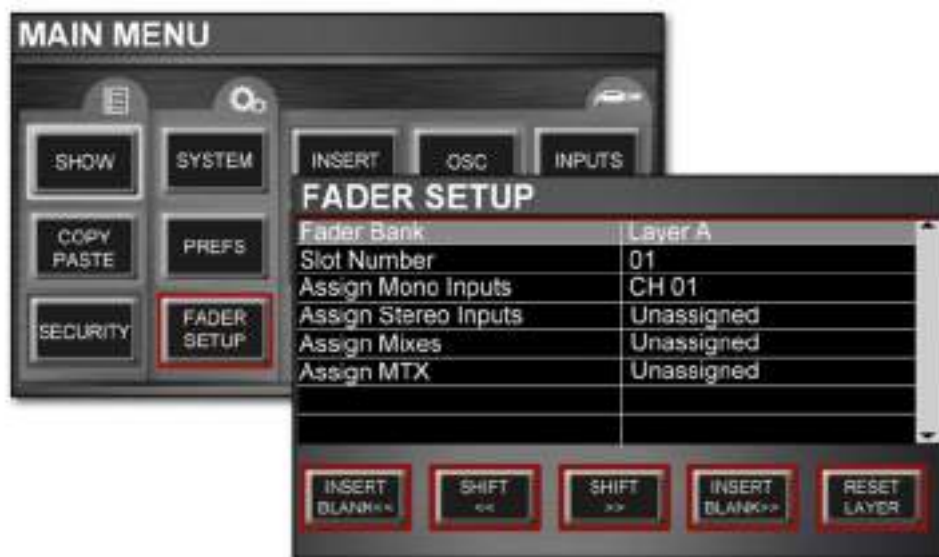 MAIN MENU
SHOW
SYSTEM
INSERT
OSC
INPUTS
COPY
PASTE
PREFS
SECURITY
FADER
SETUP
FADER SETUP
Fader Bank Layer A
Slot Number 01
Assign Mono Inputs CH 01
Assign Stereo Inputs Unassigned
Assign Mixes Unassigned
Assign MTX Unassigned
INSERT
BLANK<<
SHIFT
<<
SHIFT
>>
INSERT
BLANK>>
RESET
LAYER